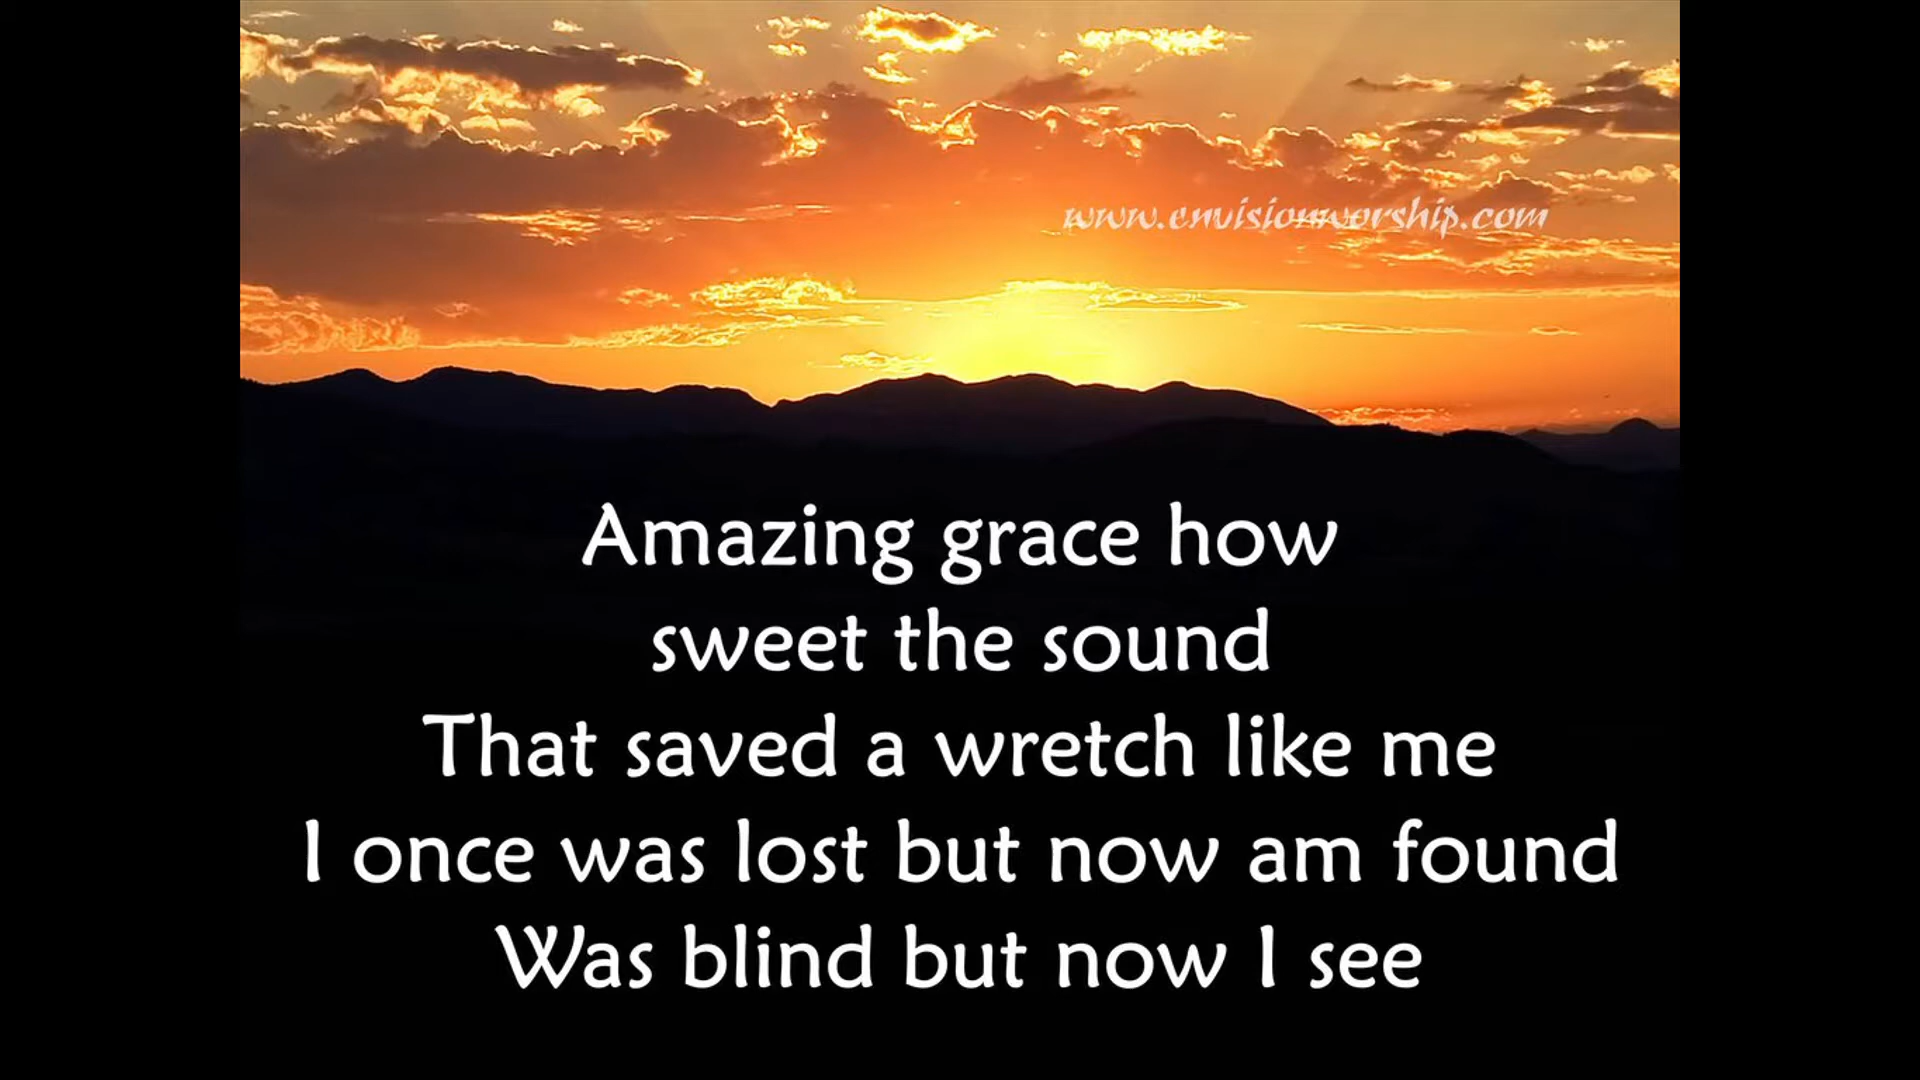 www.envisionworship.com
Amazing grace how
sweet the sound
That saved a wretch like me
I once was lost but now am found
Was blind but now I see